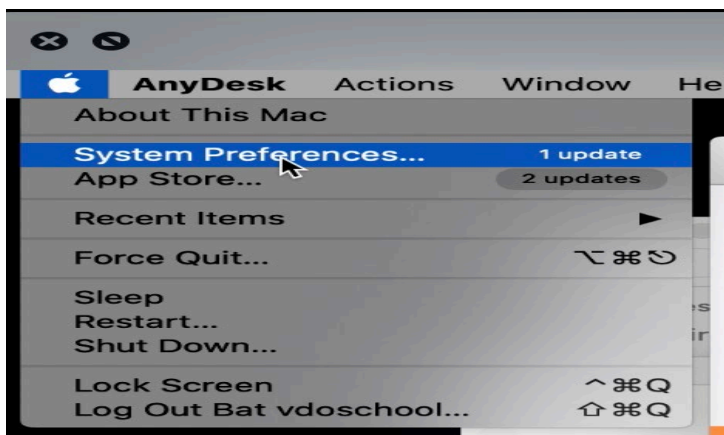 AnyDesk Actions Window He
About This Mac
System Preferences... 1 update
App Store... 2 updates
Recent Items
Force Quit... ⌥⌘⎋
Sleep
Restart...
Shut Down...
Lock Screen ^⌘Q
Log Out Bat vdoschool... ⇧⌘Q